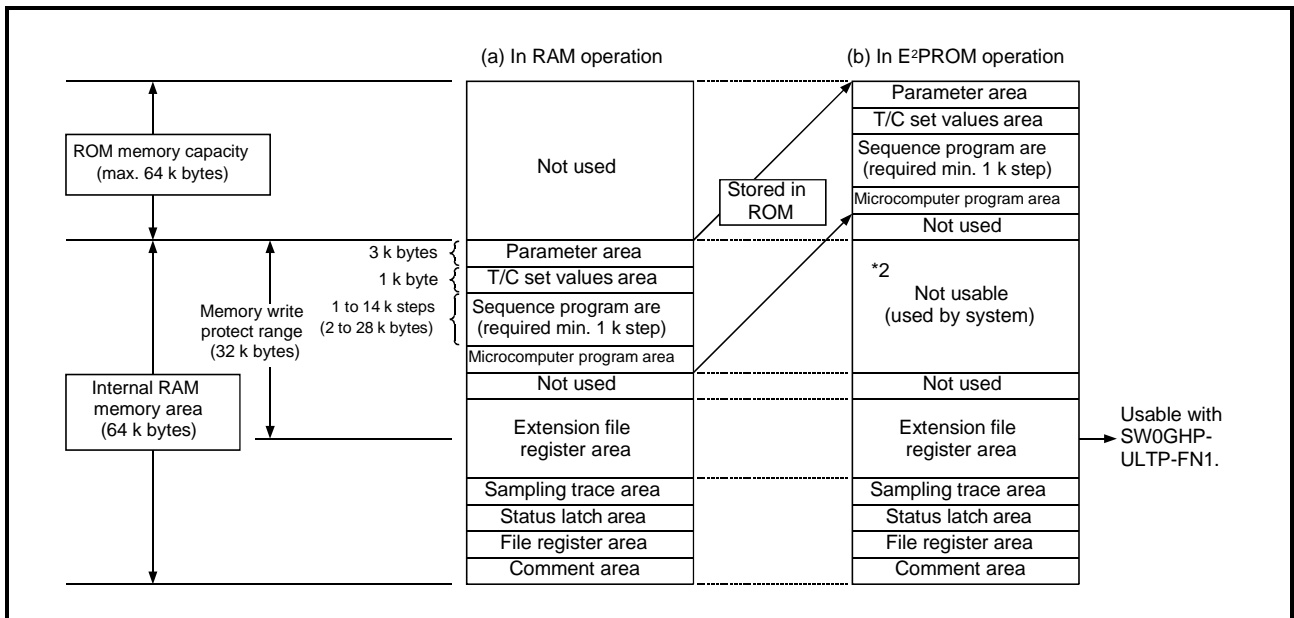 (a) In RAM operation
(b) In E²PROM operation
ROM memory capacity
(max. 64 k bytes)
Not used
Stored in
ROM
Parameter area
T/C set values area
Sequence program are
(required min. 1 k step)
Microcomputer program area
Not used
3 k bytes
1 k byte
1 to 14 k steps
(2 to 28 k bytes)
Memory write
protect range
(32 k bytes)
Internal RAM
memory area
(64 k bytes)
Parameter area
T/C set values area
Sequence program are
(required min. 1 k step)
Microcomputer program area
Not used
Extension file
register area
Sampling trace area
Status latch area
File register area
Comment area
*2
Not usable
(used by system)
Not used
Extension file
register area
Sampling trace area
Status latch area
File register area
Comment area
Usable with
SW0GHP-
ULTP-FN1.